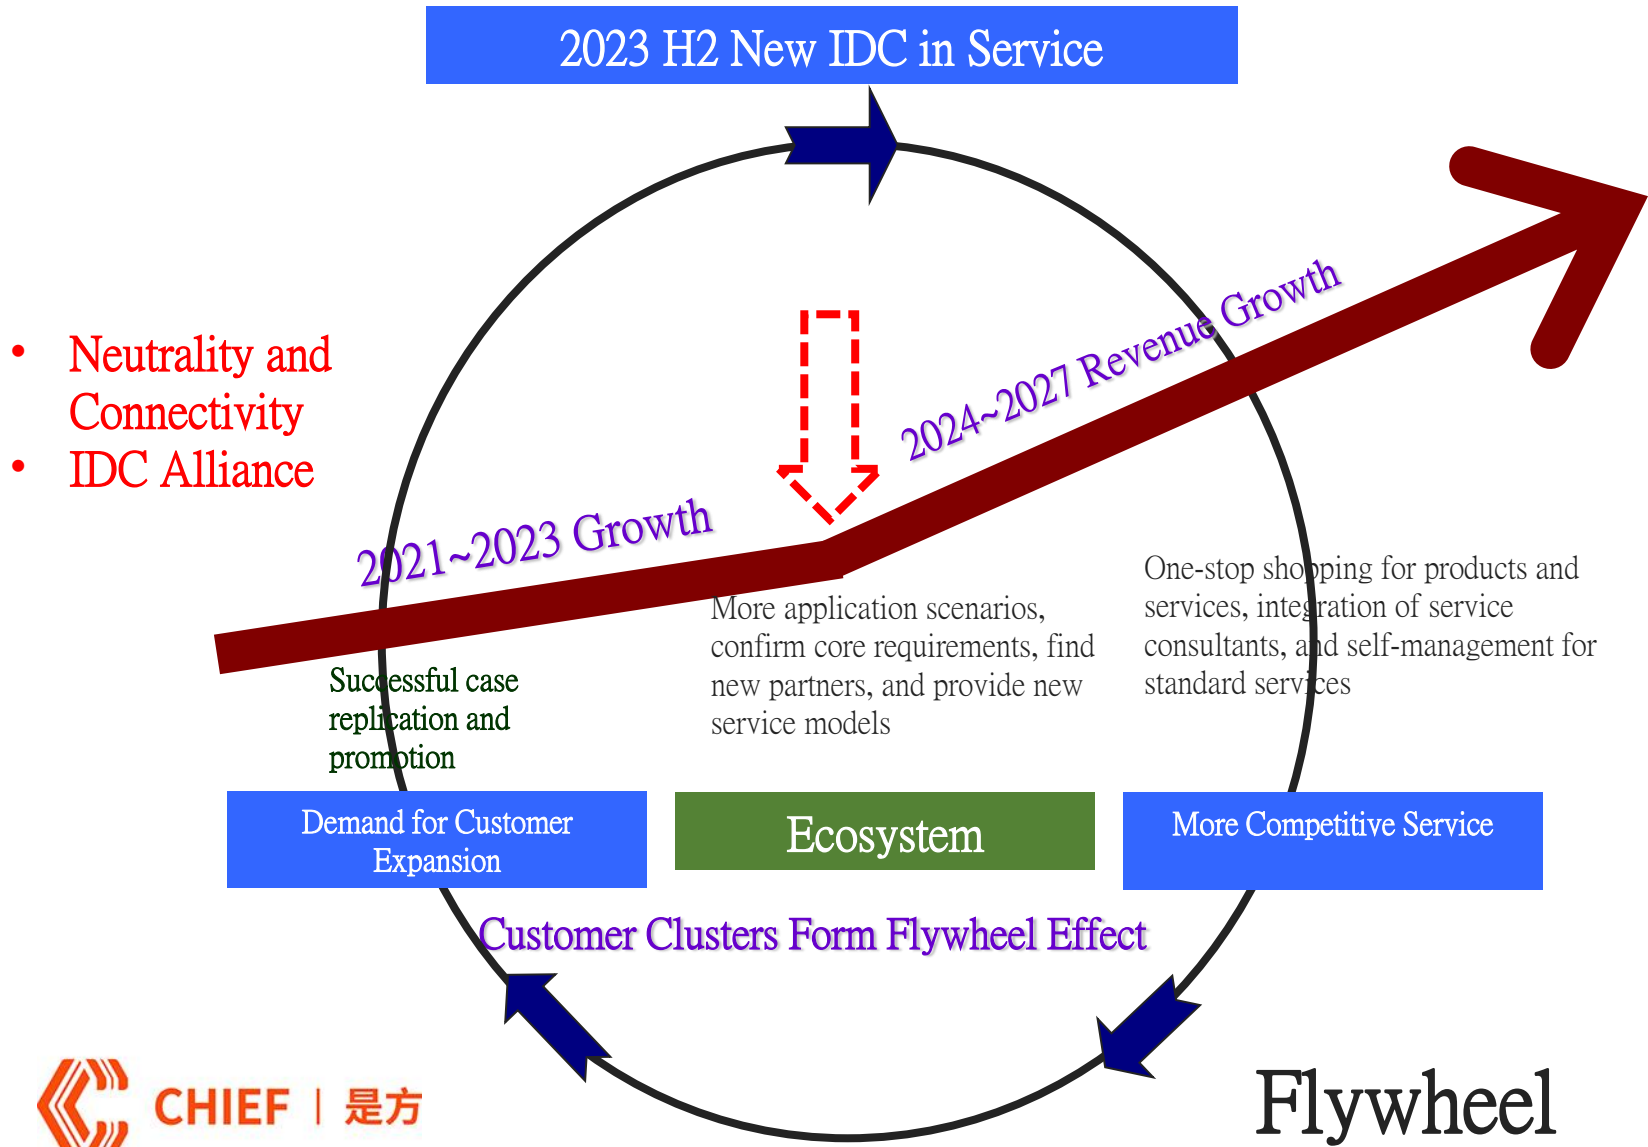 2023 H2 New IDC in Service
• Neutrality and
Connectivity
• IDC Alliance
2024~2027 Revenue Growth
2021~2023 Growth
One-stop shopping for products and
services, integration of service
consultants, and self-management for
standard services
More application scenarios,
confirm core requirements, find
new partners, and provide new
service models
Successful case
replication and
promotion
Demand for Customer
Expansion
Ecosystem
More Competitive Service
Customer Clusters Form Flywheel Effect
CHIEF | 是方
Flywheel